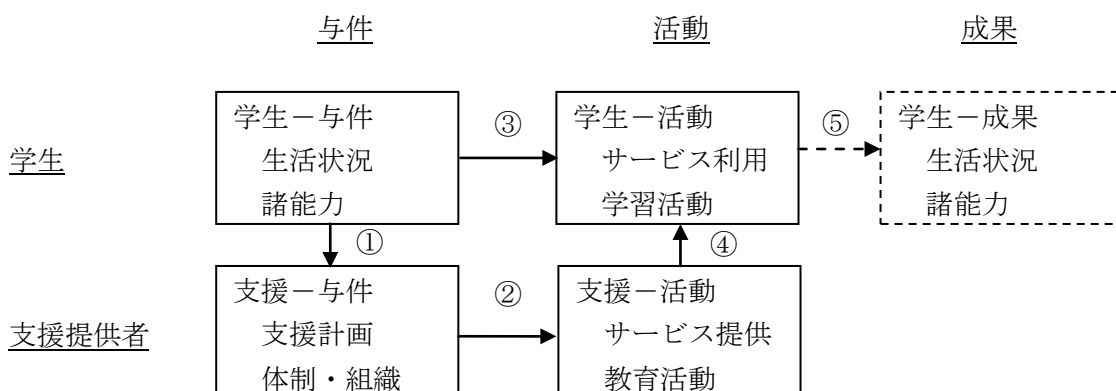 与件
活動
成果
学生
学生－与件
生活状況
諸能力
③
学生－活動
サービス利用
学習活動
⑤
学生－成果
生活状況
諸能力
①
④
支援提供者
支援－与件
支援計画
体制・組織
②
支援－活動
サービス提供
教育活動